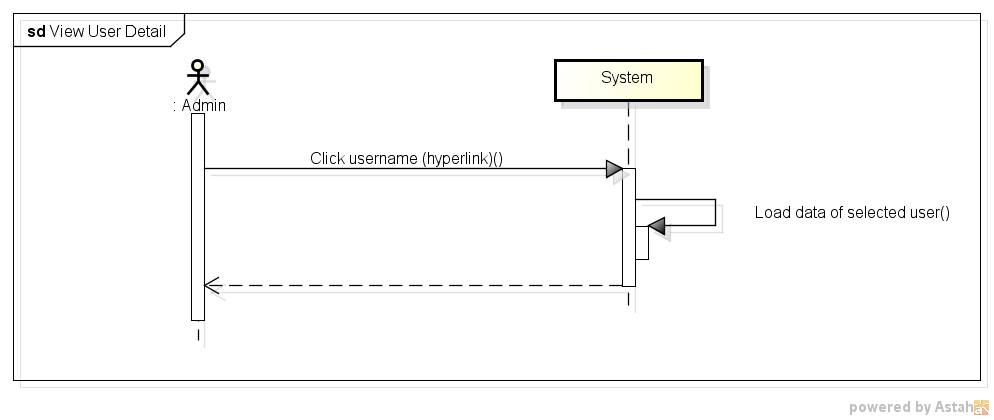 sd View User Detail
: Admin
System
Click username (hyperlink)()
Load data of selected user()
powered by Astah